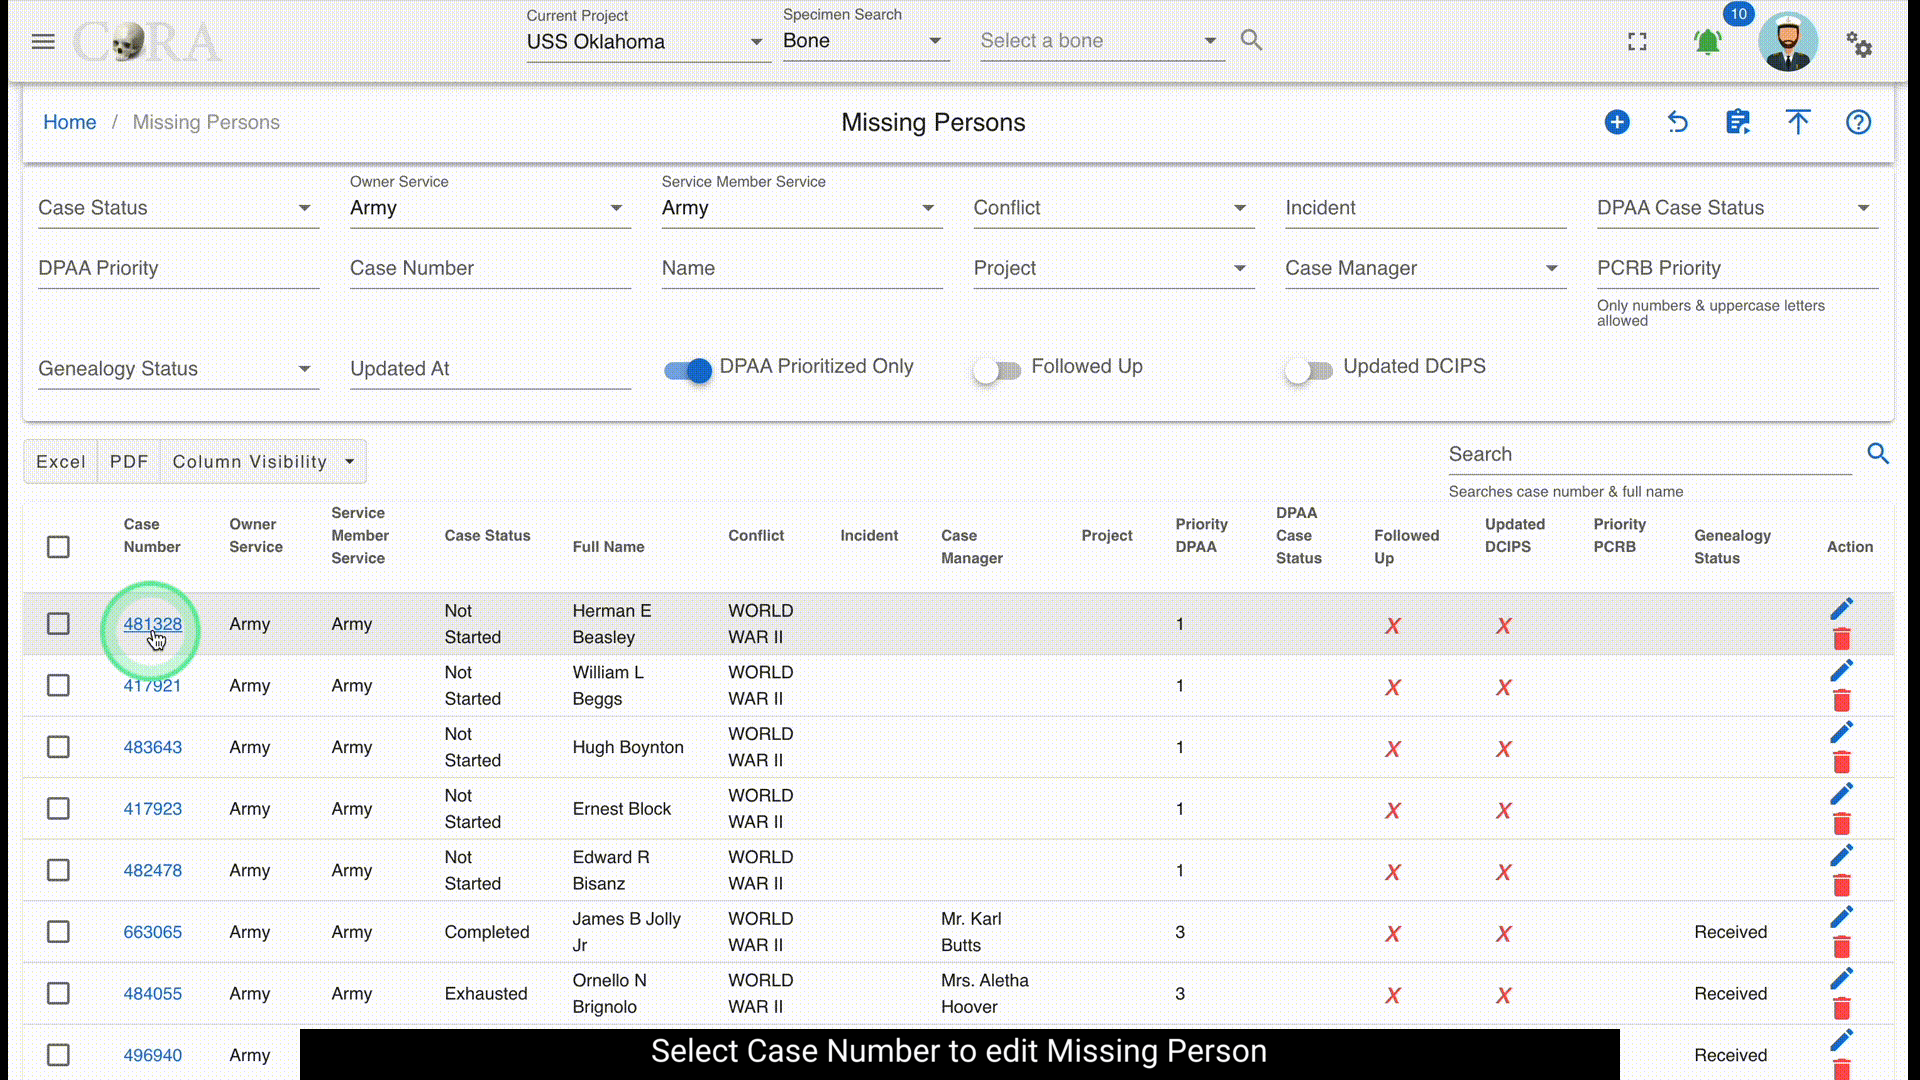 CORA
Current Project
USS Oklahoma
Specimen Search
Bone
Select a bone
10
Home / Missing Persons
Missing Persons
Case Status
Owner Service
Army
Service Member Service
Army
Conflict
Incident
DPAA Case Status
DPAA Priority
Case Number
Name
Project
Case Manager
PCRB Priority
Only numbers & uppercase letters
allowed
Genealogy Status
Updated At
DPAA Prioritized Only
Followed Up
Updated DCIPS
Excel PDF Column Visibility
Search
Searches case number & full name
Case
Number
Owner
Service
Service
Member
Service
Case Status
Full Name
Conflict
Incident
Case
Manager
Project
Priority
DPAA
DPAA
Case
Status
Followed
Up
Updated
DCIPS
Priority
PCRB
Genealogy
Status
Action
481328 Army Army Not Started Herman E Beasley WORLD WAR II 1 X X
417921 Army Army Not Started William L Beggs WORLD WAR II 1 X X
483643 Army Army Not Started Hugh Boynton WORLD WAR II 1 X X
417923 Army Army Not Started Ernest Block WORLD WAR II 1 X X
482478 Army Army Not Started Edward R Bisanz WORLD WAR II 1 X X
663065 Army Army Completed James B Jolly Jr WORLD WAR II Mr. Karl Butts 3 X X Received
484055 Army Army Exhausted Ornello N Brignolo WORLD WAR II Mrs. Aletha Hoover 3 X X Received
496940 Army Received
Select Case Number to edit Missing Person